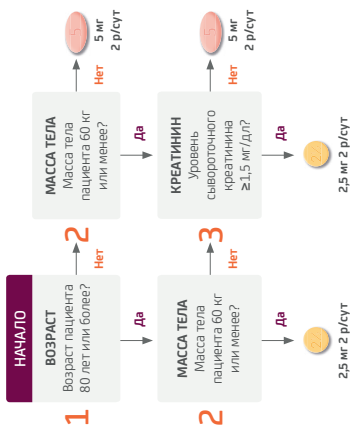 НАЧАЛО
1
ВОЗРАСТ
Возраст пациента
80 лет или более?
Нет
Да
2
МАССА ТЕЛА
Масса тела
пациента 60 кг
или менее?
Нет
5
5 мг
2 р/сут
Да
2
МАССА ТЕЛА
Масса тела
пациента 60 кг
или менее?
Нет
Да
2,5 мг 2 р/сут
3
КРЕАТИНИН
Уровень
сывороточного
креатинина
≥1,5 мг/дл?
Нет
5
5 мг
2 р/сут
Да
2,5 мг 2 р/сут